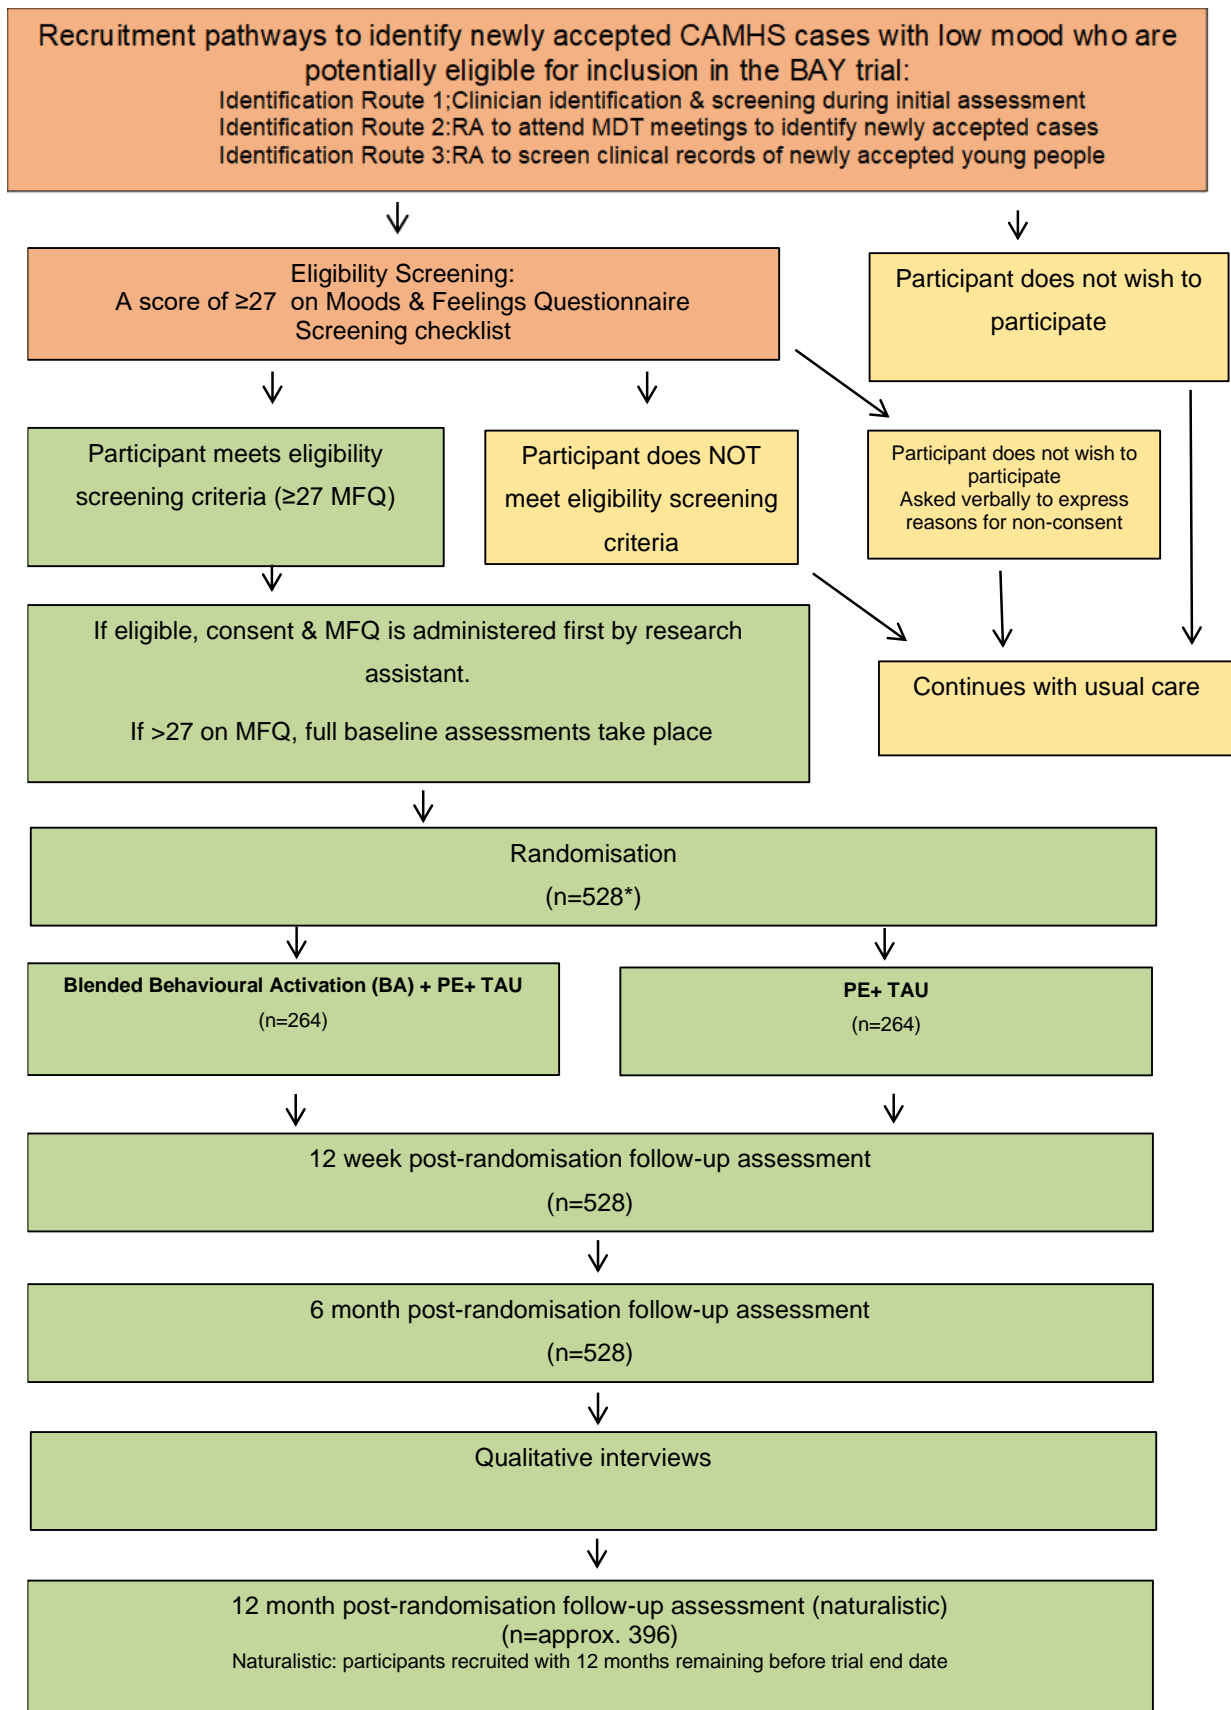 Recruitment pathways to identify newly accepted CAMHS cases with low mood who are
potentially eligible for inclusion in the BAY trial:
Identification Route 1;Clinician identification & screening during initial assessment
Identification Route 2:RA to attend MDT meetings to identify newly accepted cases
Identification Route 3:RA to screen clinical records of newly accepted young people
Eligibility Screening:
A score of ≥27 on Moods & Feelings Questionnaire
Screening checklist
Participant does not wish to
participate
Participant meets eligibility
screening criteria (≥27 MFQ)
Participant does NOT
meet eligibility screening
criteria
Participant does not wish to
participate
Asked verbally to express
reasons for non-consent
If eligible, consent & MFQ is administered first by research
assistant.
If >27 on MFQ, full baseline assessments take place
Continues with usual care
Randomisation
(n=528*)
Blended Behavioural Activation (BA) + PE+ TAU
(n=264)
PE+ TAU
(n=264)
12 week post-randomisation follow-up assessment
(n=528)
6 month post-randomisation follow-up assessment
(n=528)
Qualitative interviews
12 month post-randomisation follow-up assessment (naturalistic)
(n=approx. 396)
Naturalistic: participants recruited with 12 months remaining before trial end date